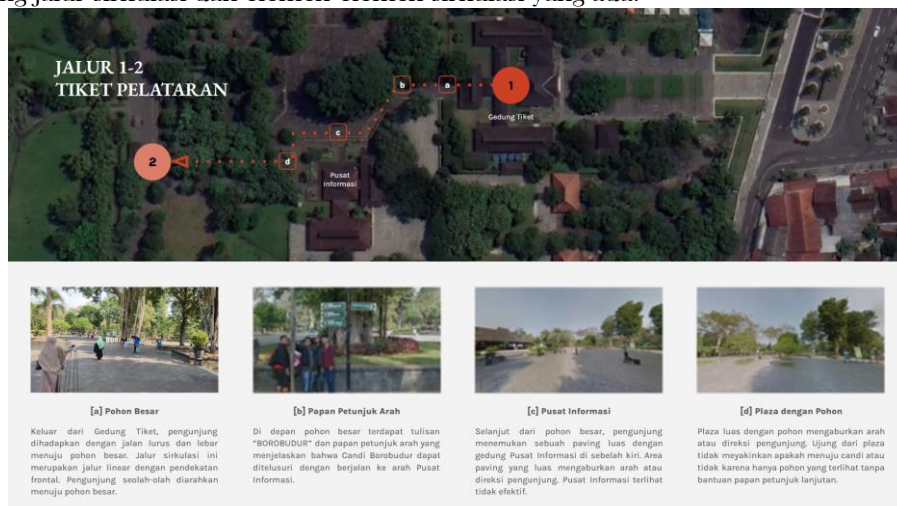 JALUR 1-2
TIKET PELATARAN
b
a
1
Gedung Tiket
c
d
2
Pusat
Informasi
[a] Pohon Besar
Keluar dari Gedung Tiket, pengunjung
dihadapkan dengan jalan lurus dan lebar
menuju pohon besar. Jalur sirkulasi ini
merupakan jalur linear dengan pendekatan
frontal. Pengunjung seolah-olah diarahkan
menuju pohon besar.
[b] Papan Petunjuk Arah
Di depan pohon besar terdapat tulisan
"BOROBUDUR" dan papan petunjuk arah yang
menjelaskan bahwa Candi Borobudur dapat
ditelusuri dengan berjalan ke arah Pusat
Informasi.
[c] Pusat Informasi
Selanjut dari pohon besar, pengunjung
menemukan sebuah paving luas dengan
gedung Pusat Informasi di sebelah kiri. Area
paving yang luas mengaburkan arah atau
direksi pengunjung. Pusat Informasi terlihat
tidak efektif.
[d] Plaza dengan Pohon
Plaza luas dengan pohon mengaburkan arah
atau direksi pengunjung. Ujung dari plaza
tidak meyakinkan apakah menuju candi atau
tidak karena hanya pohon yang terlihat tanpa
bantuan papan petunjuk lanjutan.